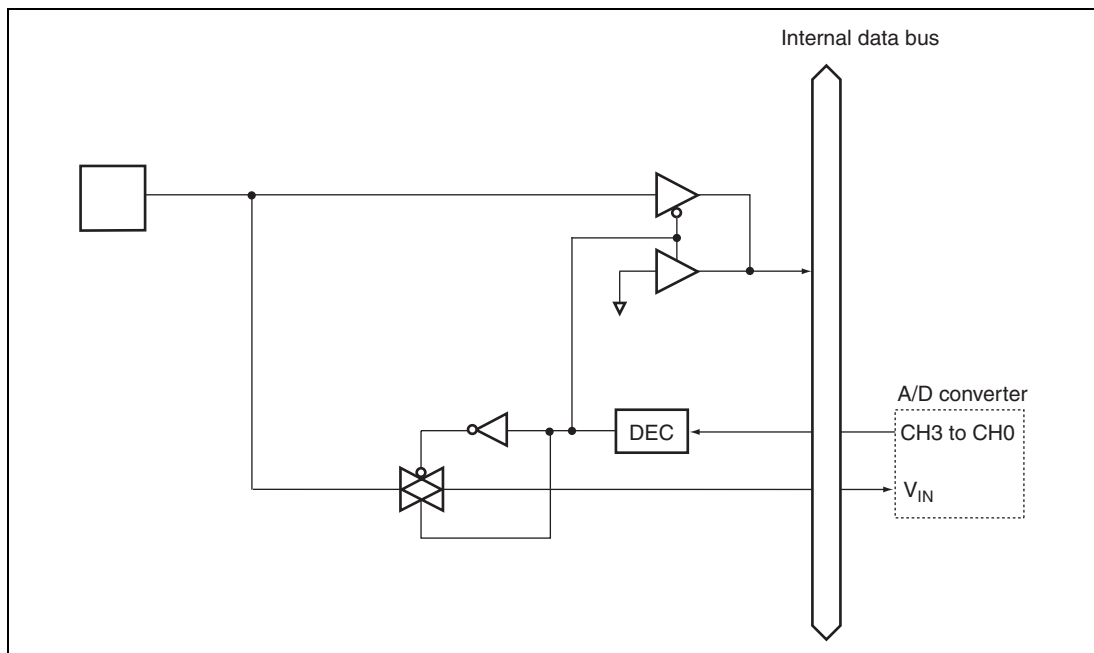 Internal data bus
A/D converter
DEC
CH3 to CH0
VIN